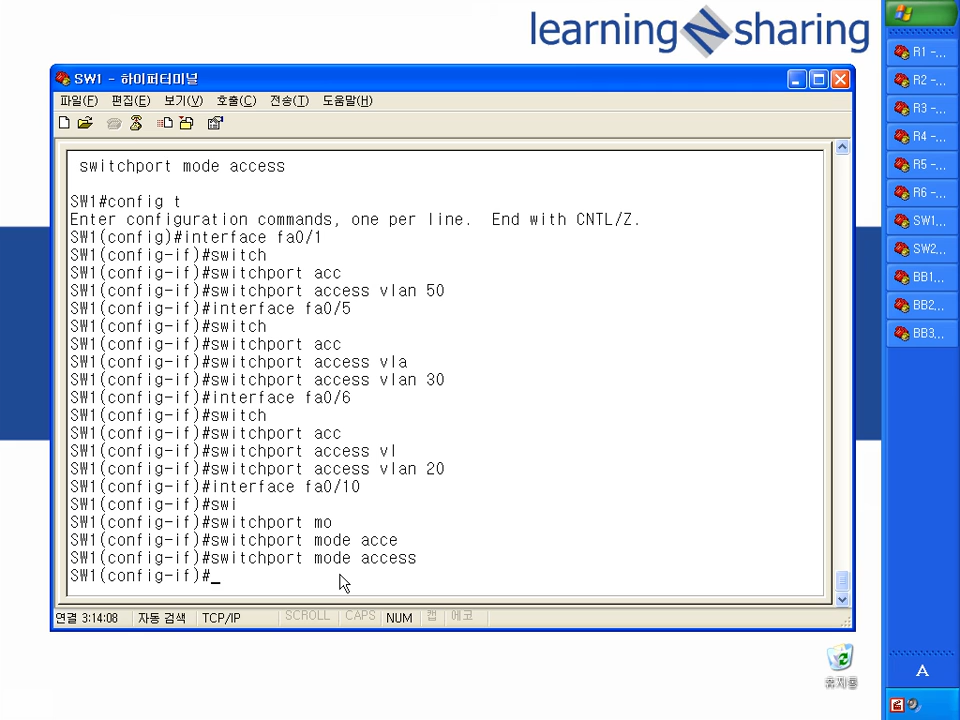 learning N sharing
SW1 - 하이퍼터미널
파일(F) 편집(E) 보기(V) 호출(C) 전송(T) 도움말(H)
switchport mode access
SW1#config t
Enter configuration commands, one per line.  End with CNTL/Z.
SW1(config)#interface fa0/1
SW1(config-if)#switch
SW1(config-if)#switchport acc
SW1(config-if)#switchport access vlan 50
SW1(config-if)#interface fa0/5
SW1(config-if)#switch
SW1(config-if)#switchport acc
SW1(config-if)#switchport access vla
SW1(config-if)#switchport access vlan 30
SW1(config-if)#interface fa0/6
SW1(config-if)#switch
SW1(config-if)#switchport acc
SW1(config-if)#switchport access vl
SW1(config-if)#switchport access vlan 20
SW1(config-if)#interface fa0/10
SW1(config-if)#swi
SW1(config-if)#switchport mo
SW1(config-if)#switchport mode acce
SW1(config-if)#switchport mode access
SW1(config-if)#_
연결 3:14:08 자동 검색 TCP/IP SCROLL CAPS NUM 캡 에코
휴지통
R1 -...
R2 -...
R3 -...
R4 -...
R5 -...
R6 -...
SW1...
SW2...
BB1...
BB2...
BB3...
A